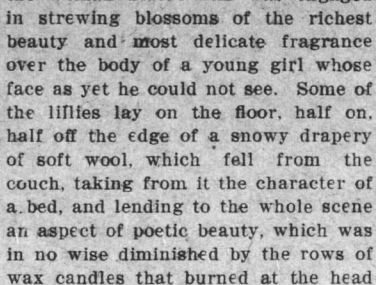 in strewing blossoms of the richest
beauty and most delicate fragrance
over the body of a young girl whose
face as yet he could not see. Some of
the lillies lay on the floor, half on,
half off the edge of a snowy drapery
of soft wool, which fell from the
couch, taking from it the character of
a bed, and lending to the whole scene
an aspect of poetic beauty, which was
in no wise diminished by the rows of
wax candles that burned at the head